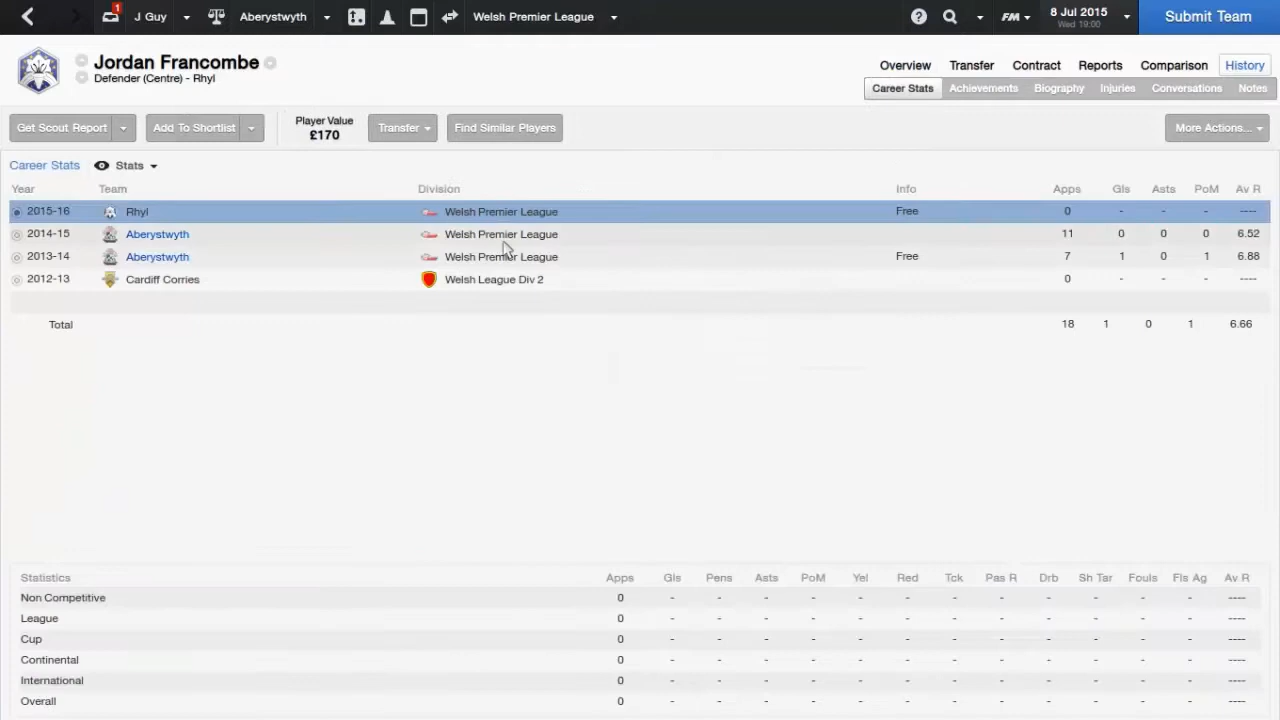 1 J Guy Aberystwyth Welsh Premier League ? FM 8 Jul 2015 Submit Team
Wed 19:00
Jordan Francombe
Defender (Centre) - Rhyl
Overview Transfer Contract Reports Comparison History
Career Stats Achievements Biography Injuries Conversations Notes
Get Scout Report Add To Shortlist Player Value Transfer Find Similar Players More Actions...
£170
Career Stats Stats
Year Team Division Info Apps Gls Asts PoM Av R
2015-16 Rhyl Welsh Premier League Free 0 - - - ----
2014-15 Aberystwyth Welsh Premier League 11 0 0 0 6.52
2013-14 Aberystwyth Welsh Premier League Free 7 1 0 1 6.88
2012-13 Cardiff Corries Welsh League Div 2 0 - - - ----
Total 18 1 0 1 6.66
Statistics Apps Gls Pens Asts PoM Yel Red Tck Pas R Drb Sh Tar Fouls Fls Ag Av R
Non Competitive 0 - - - - - - - - - - - - ----
League 0 - - - - - - - - - - - - ----
Cup 0 - - - - - - - - - - - - ----
Continental 0 - - - - - - - - - - - - ----
International 0 - - - - - - - - - - - - ----
Overall 0 - - - - - - - - - - - - ----